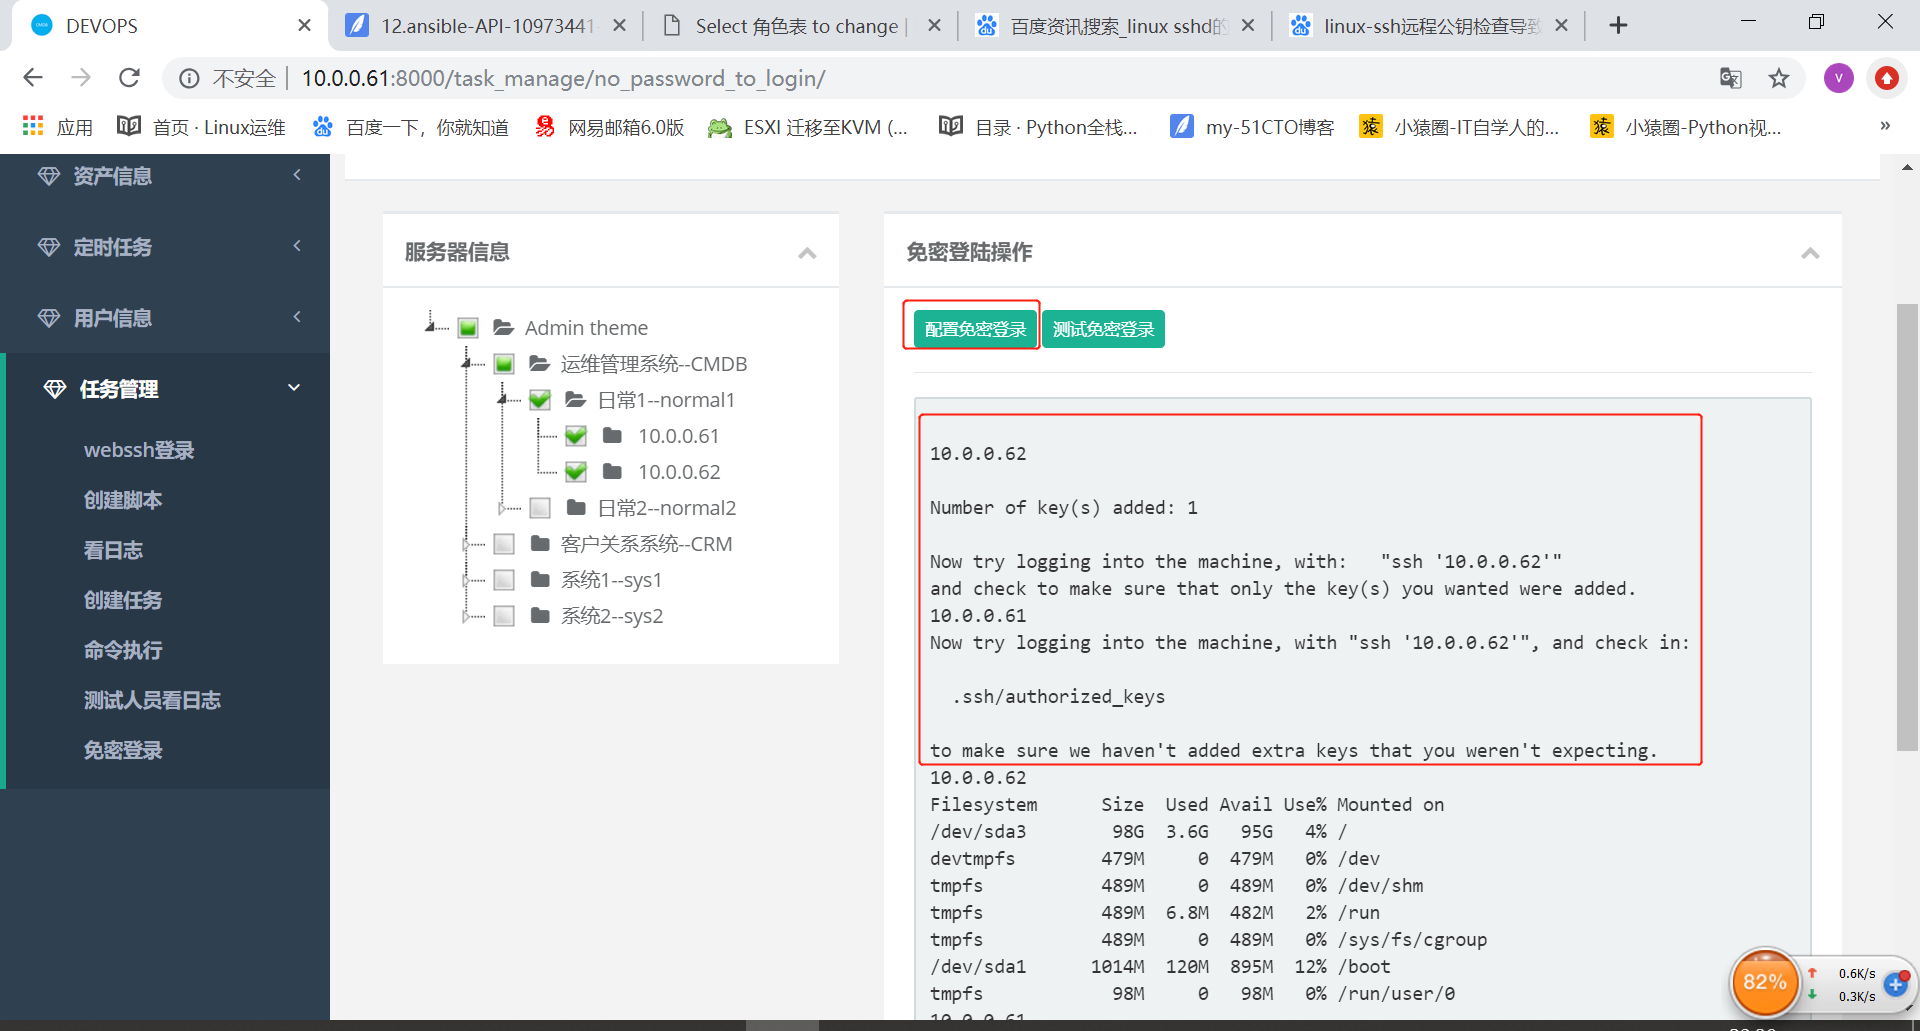 DEVOPS
12.ansible-API-10973441
Select 角色表 to change |
百度资讯搜索_linux sshd的
linux-ssh远程公钥检查导致
不安全 | 10.0.0.61:8000/task_manage/no_password_to_login/
V
应用
首页 · Linux运维
百度一下，你就知道
网易邮箱6.0版
ESXI 迁移至KVM (...
目录 · Python全栈...
my-51CTO博客
猿 小猿圈-IT自学人的...
猿 小猿圈-Python视...
»
资产信息
定时任务
用户信息
任务管理
webssh登录
创建脚本
看日志
创建任务
命令执行
测试人员看日志
免密登录
服务器信息
Admin theme
运维管理系统--CMDB
日常1--normal1
10.0.0.61
10.0.0.62
日常2--normal2
客户关系系统--CRM
系统1--sys1
系统2--sys2
免密登陆操作
配置免密登录 测试免密登录
10.0.0.62
Number of key(s) added: 1
Now try logging into the machine, with:   "ssh '10.0.0.62'"
and check to make sure that only the key(s) you wanted were added.
10.0.0.61
Now try logging into the machine, with "ssh '10.0.0.62'", and check in:
.ssh/authorized_keys
to make sure we haven't added extra keys that you weren't expecting.
10.0.0.62
Filesystem      Size  Used Avail Use% Mounted on
/dev/sda3        98G  3.6G   95G   4% /
devtmpfs        479M     0  479M   0% /dev
tmpfs           489M     0  489M   0% /dev/shm
tmpfs           489M  6.8M  482M   2% /run
tmpfs           489M     0  489M   0% /sys/fs/cgroup
/dev/sda1      1014M  120M  895M  12% /boot
tmpfs            98M     0   98M   0% /run/user/0
10.0.0.61
82%
0.6K/s
0.3K/s